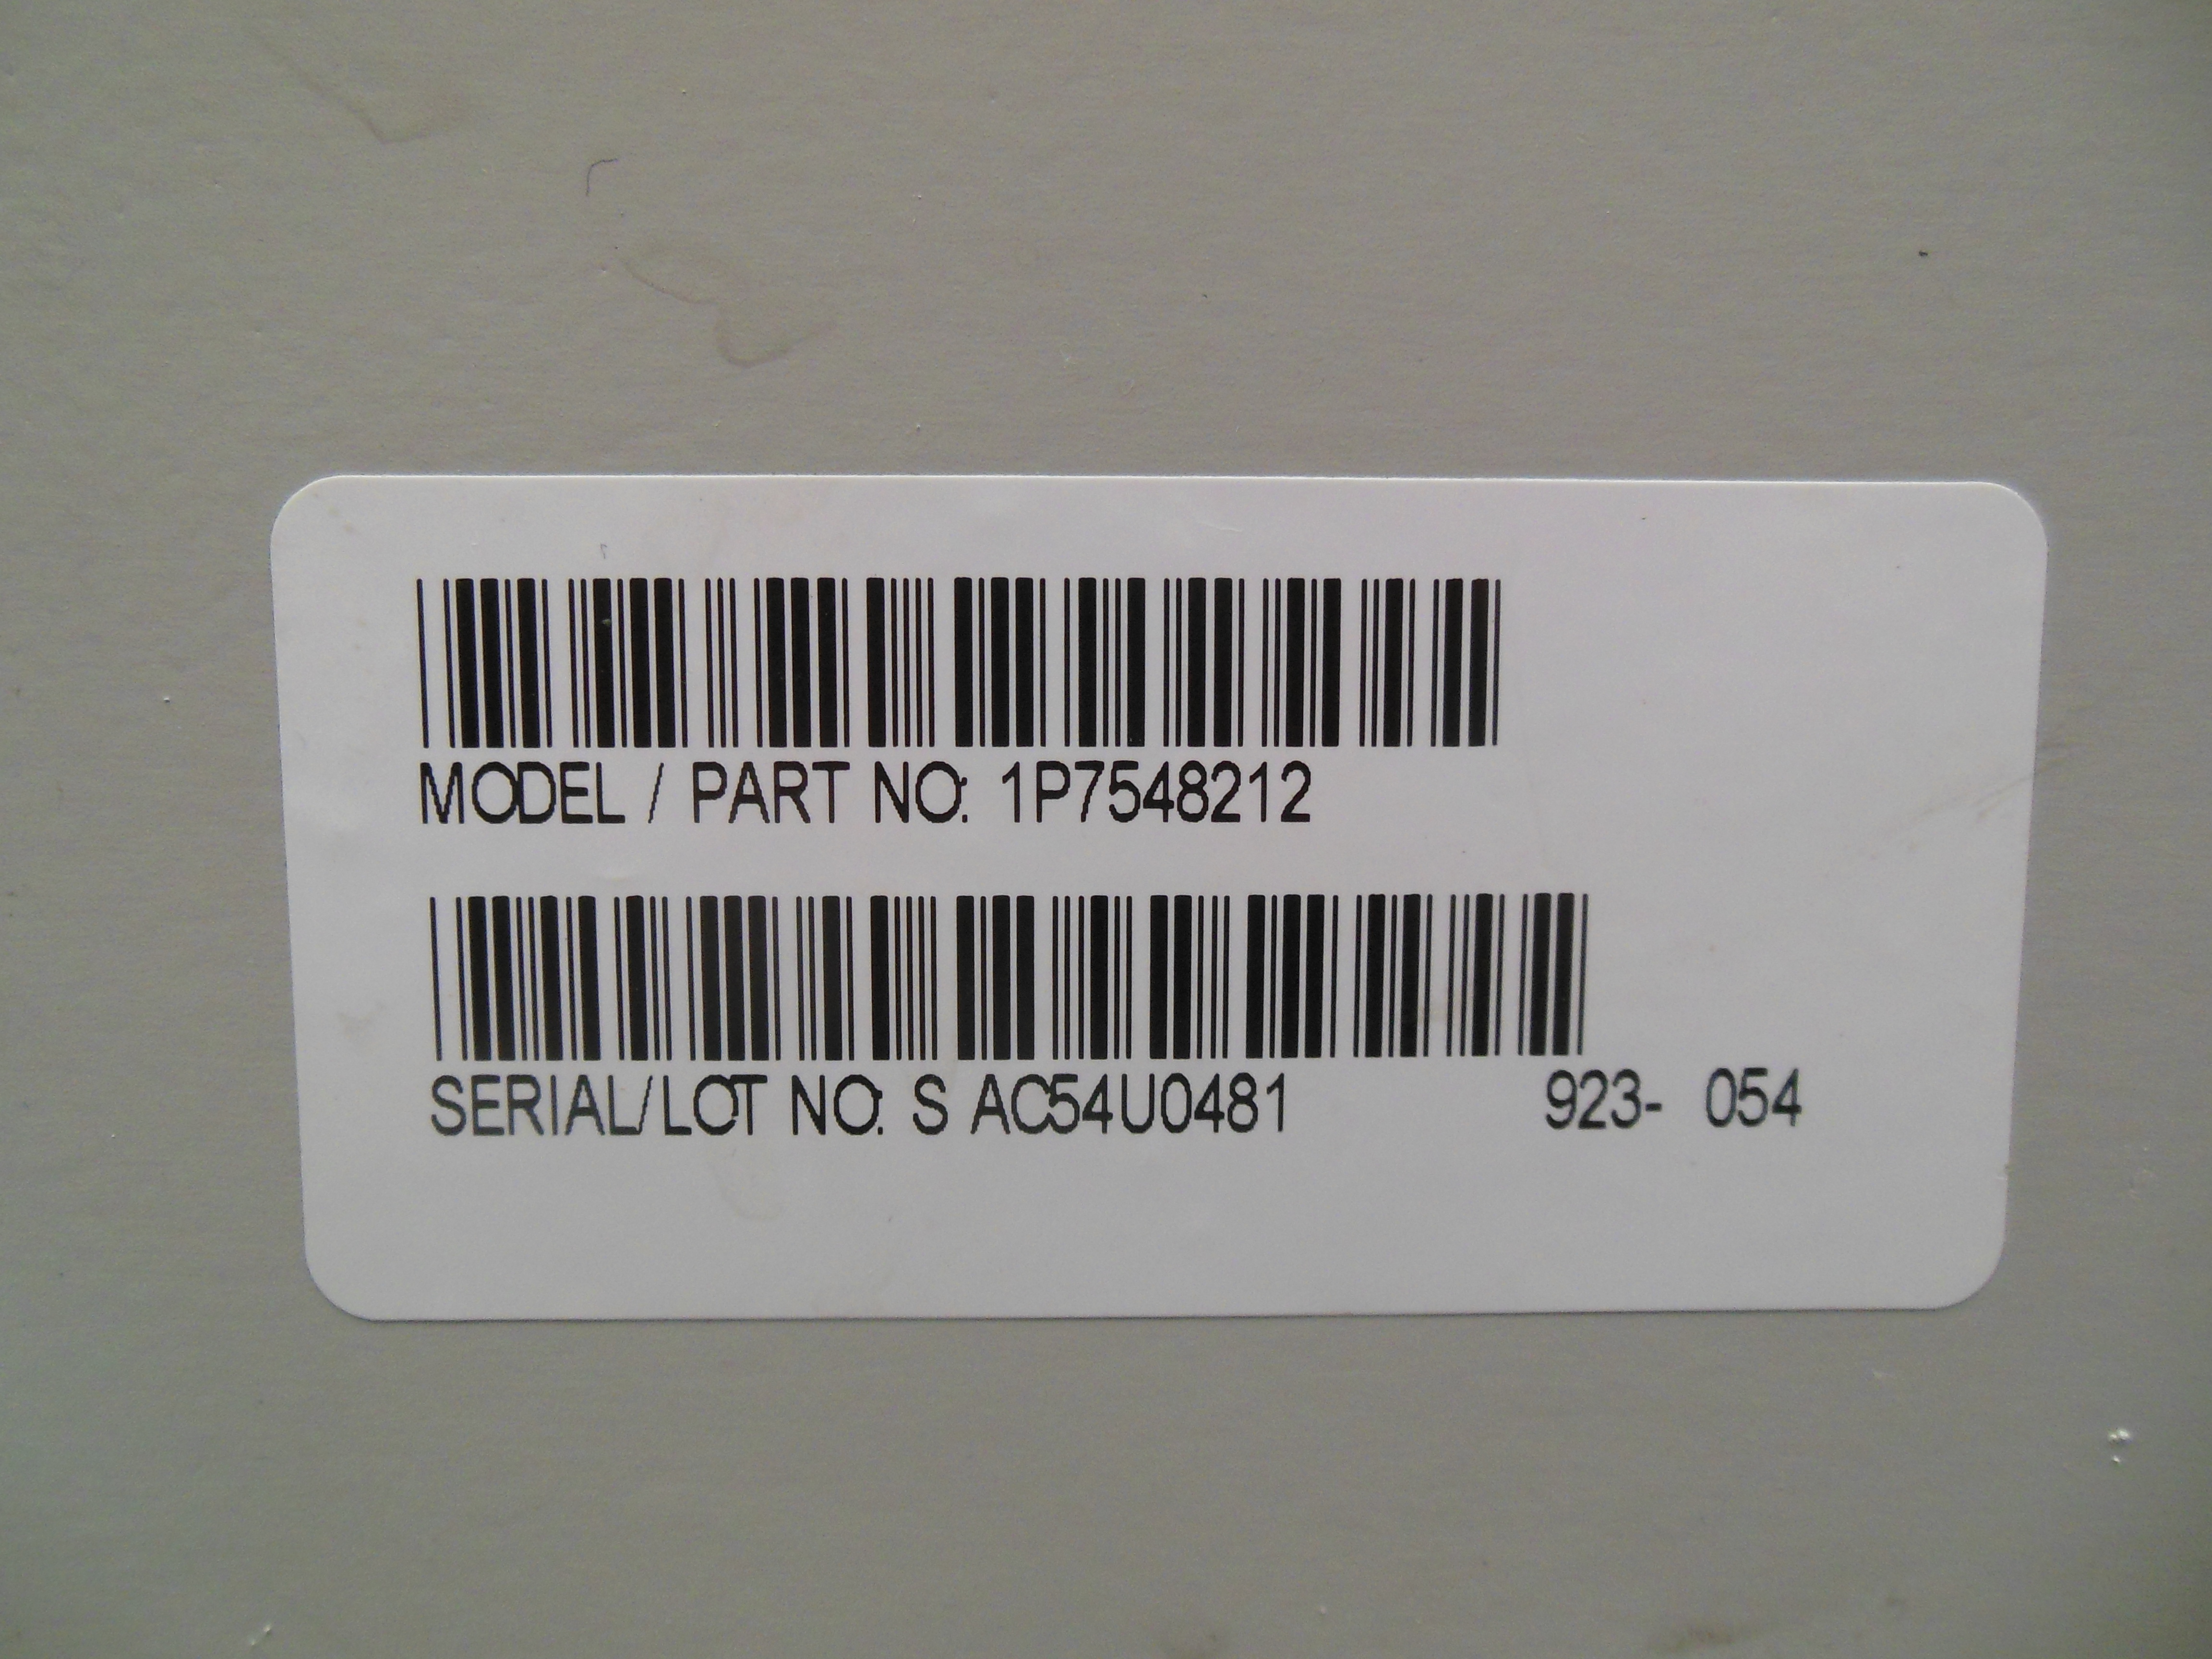 MODEL / PART NO: 1P7548212
SERIAL/LOT NO: S AC54U0481 923- 054